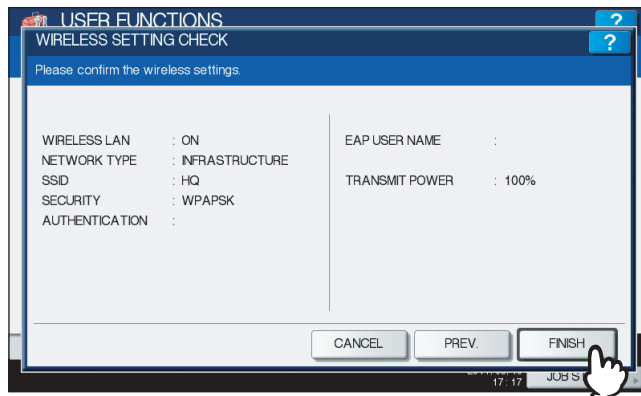 USER FUNCTIONS
?
WIRELESS SETTING CHECK
?
Please confirm the wireless settings.
WIRELESS LAN : ON
NETWORK TYPE : INFRASTRUCTURE
SSID : HQ
SECURITY : WPAPSK
AUTHENTICATION :
EAP USER NAME :
TRANSMIT POWER : 100%
CANCEL
PREV.
FINISH
17 : 17
JOB S